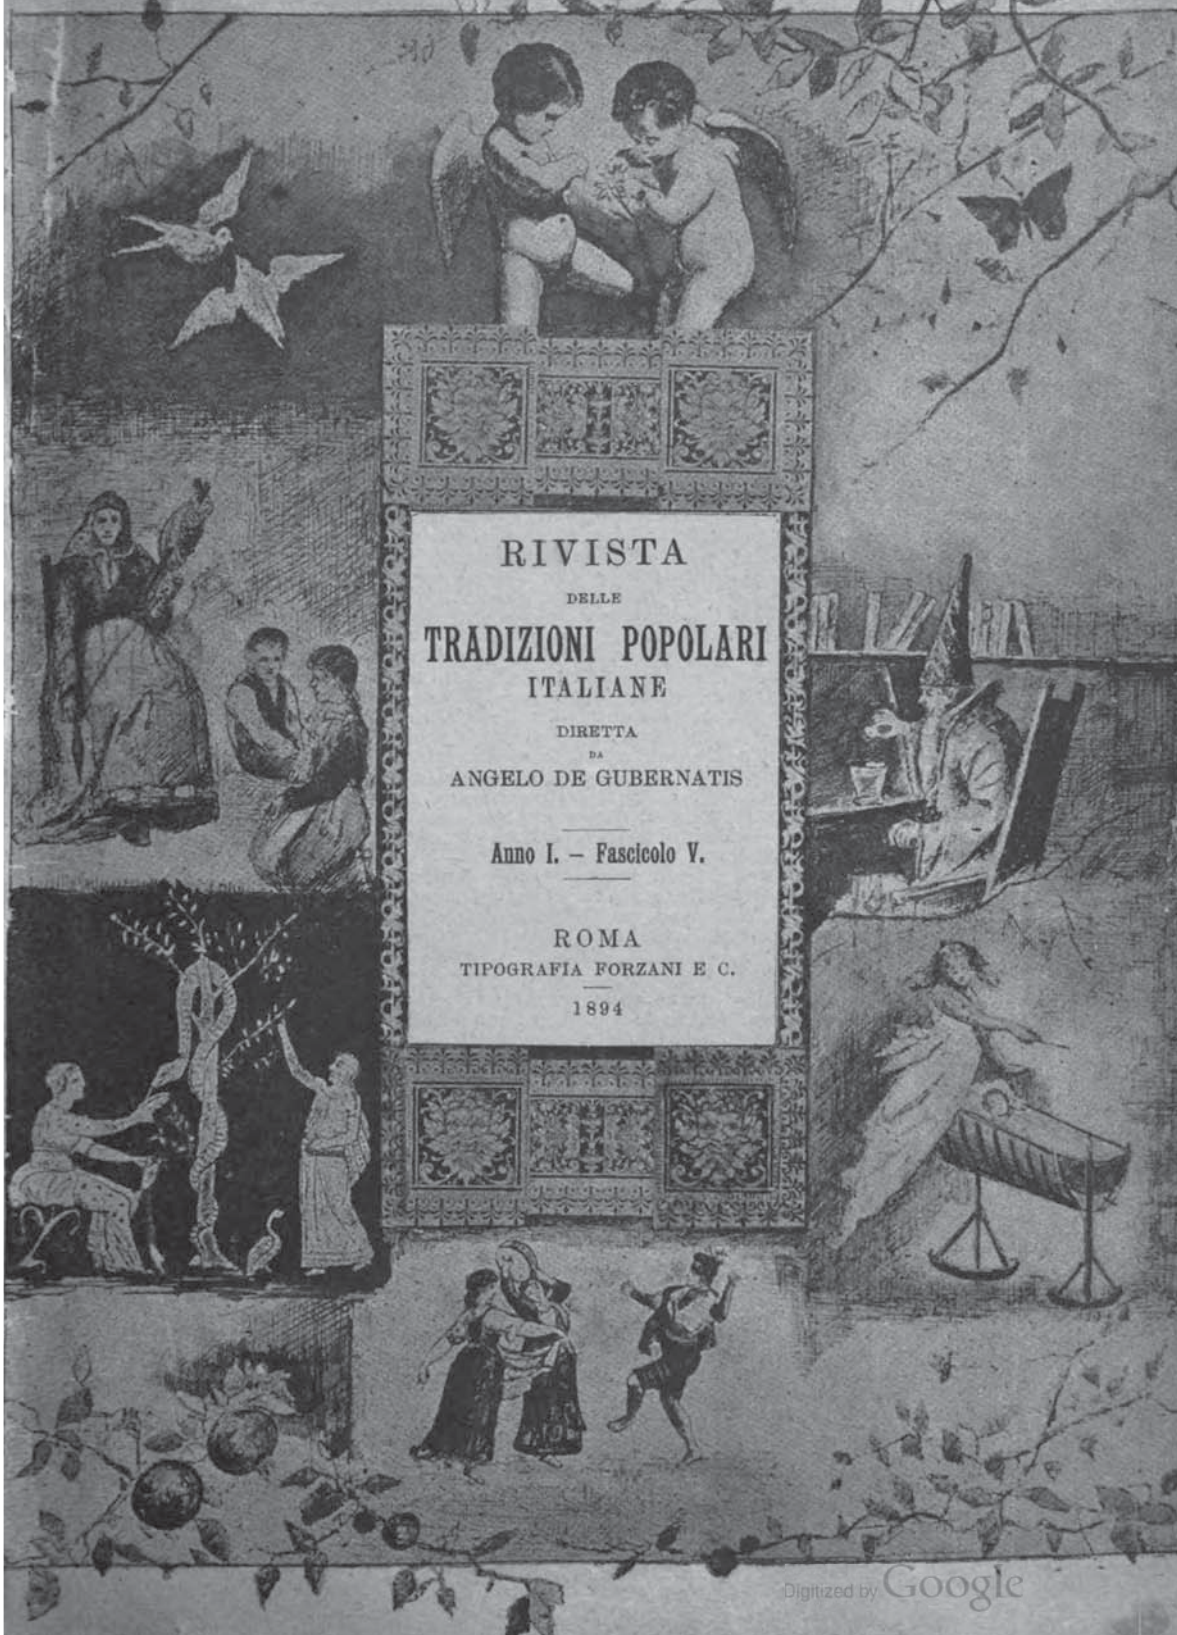 RIVISTA
DELLE
TRADIZIONI POPOLARI
ITALIANE
DIRETTA
DA
ANGELO DE GUBERNATIS
Anno I. – Fascicolo V.
ROMA
TIPOGRAFIA FORZANI E C.
1894
Digitized by Google